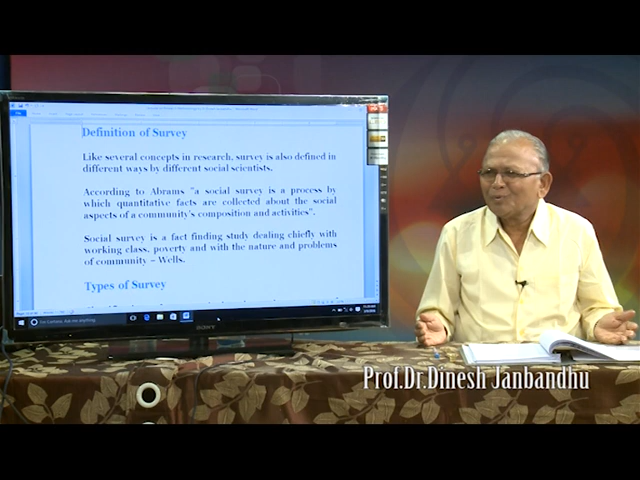 Definition of Survey
Like several concepts in research, survey is also defined in
different ways by different social scientists.
According to Abrams "a social survey is a process by
which quantitative facts are collected about the social
aspects of a community's composition and activities".
Social survey is a fact finding study dealing chiefly with
working class, poverty and with the nature and problems
of community – Wells.
Types of Survey
SONY
Prof.Dr.Dinesh Janbandhu